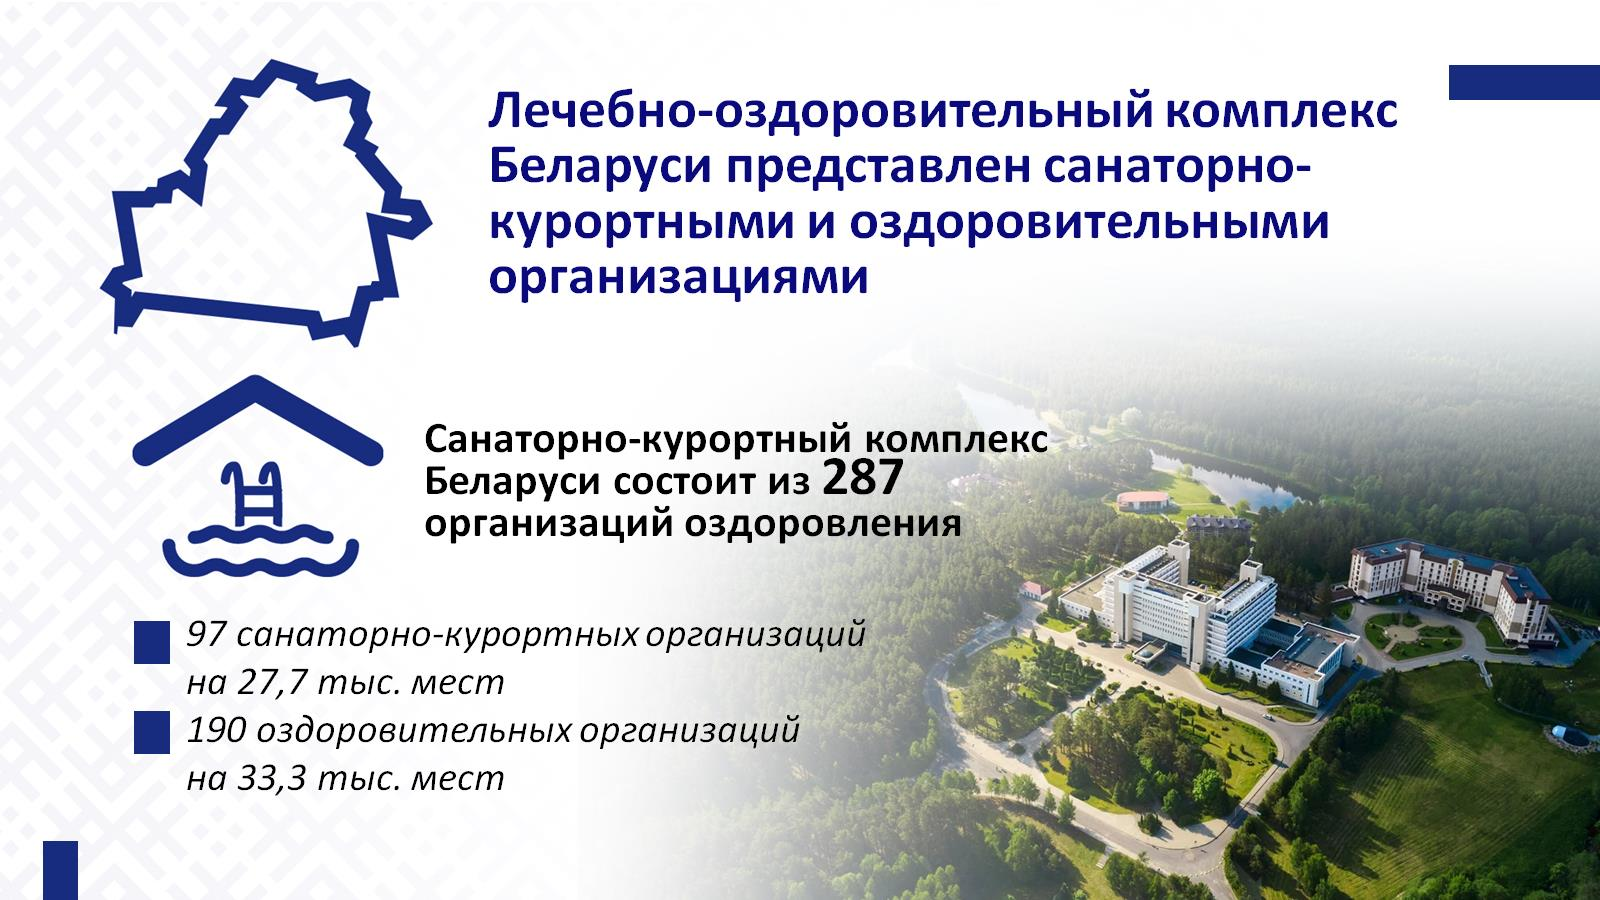 Лечебно-оздоровительный комплекс
Беларуси представлен санаторно-
курортными и оздоровительными
организациями
Санаторно-курортный комплекс
Беларуси состоит из 287
организаций оздоровления
97 санаторно-курортных организаций
на 27,7 тыс. мест
190 оздоровительных организаций
на 33,3 тыс. мест